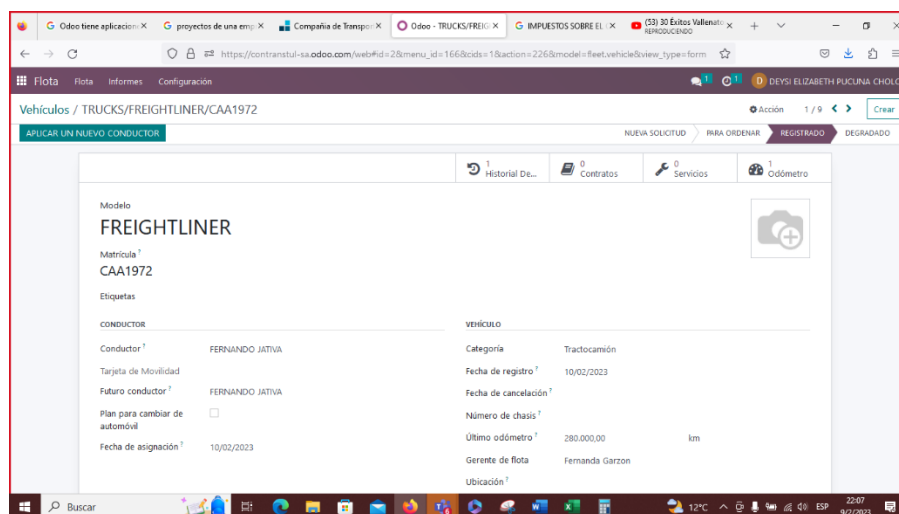 Odoo tiene aplicacion
proyectos de una emp
Compañia de Transpor
Odoo - TRUCKS/FREIG
IMPUESTOS SOBRE EL
(53) 30 Éxitos Vallenato
REPRODUCIENDO
https://contranstul-sa.odoo.com/web#id=2&menu_id=166&cids=1&action=226&model=fleet.vehicle&view_type=form
Flota Flota Informes Configuración
1 1 D DEYSI ELIZABETH PUCUNA CHOLO
Vehículos / TRUCKS/FREIGHTLINER/CAA1972
Acción 1 / 9 Crear
APLICAR UN NUEVO CONDUCTOR
NUEVA SOLICITUD PARA ORDENAR REGISTRADO DEGRADADO
1 Historial De...
0 Contratos
0 Servicios
1 Odómetro
Modelo
FREIGHTLINER
Matrícula ?
CAA1972
Etiquetas
CONDUCTOR
Conductor ? FERNANDO JATIVA
Tarjeta de Movilidad
Futuro conductor ? FERNANDO JATIVA
Plan para cambiar de
automóvil
Fecha de asignación ? 10/02/2023
VEHÍCULO
Categoría Tractocamión
Fecha de registro ? 10/02/2023
Fecha de cancelación ?
Número de chasis ?
Último odómetro ? 280.000,00 km
Gerente de flota Fernanda Garzon
Ubicación ?
Buscar
12°C ESP 22:07
9/2/2023